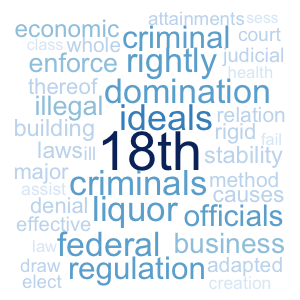 attainments sess
economic criminal court
class whole rightly judicial
enforce health
thereof domination
illegal ideals relation
building rigid
laws ill 18th fail
major stability
assist criminals method
denial liquor causes
effective officials
law federal business
draw regulation adapted
elect creation